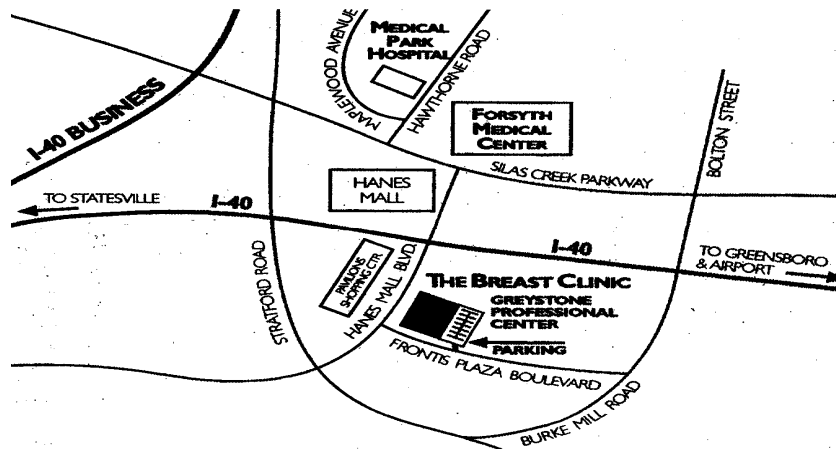 MEDICAL
PARK
HOSPITAL
MAPLEWOOD AVENUE
HAWTHORNE ROAD
I-40 BUSINESS
FORSYTH
MEDICAL
CENTER
BOLTON STREET
SILAS CREEK PARKWAY
HANES
MALL
TO STATESVILLE
I-40
I-40
TO GREENSBORO
& AIRPORT
STRATFORD ROAD
PAVILIONS
SHOPPING CTR.
HANES MALL BLVD.
THE BREAST CLINIC
GREYSTONE
PROFESSIONAL
CENTER
PARKING
FRONTIS PLAZA BOULEVARD
BURKE MILL ROAD